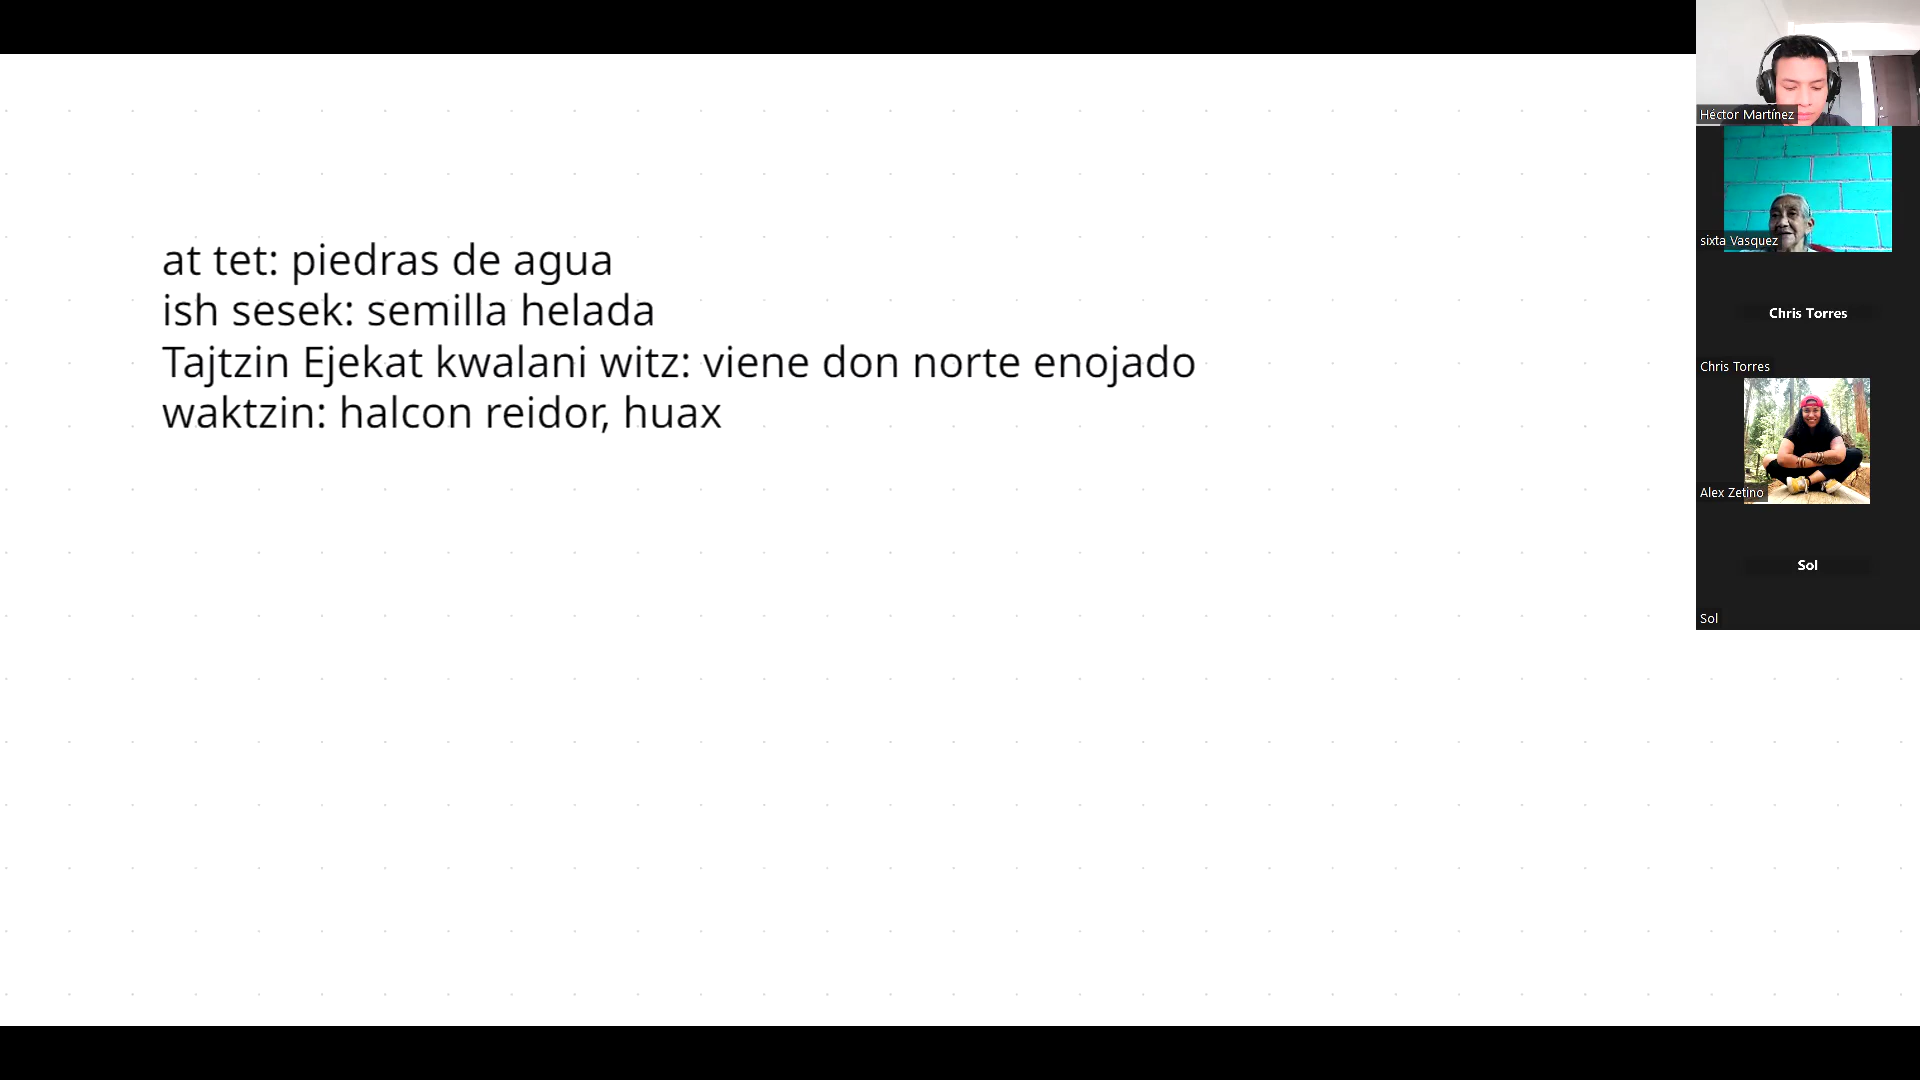 at tet: piedras de agua
ish sesek: semilla helada
Tajtzin Ejekat kwalani witz: viene don norte enojado
waktzin: halcon reidor, huax
Héctor Martínez
sixta Vasquez
Chris Torres
Chris Torres
Alex Zetino
Sol
Sol